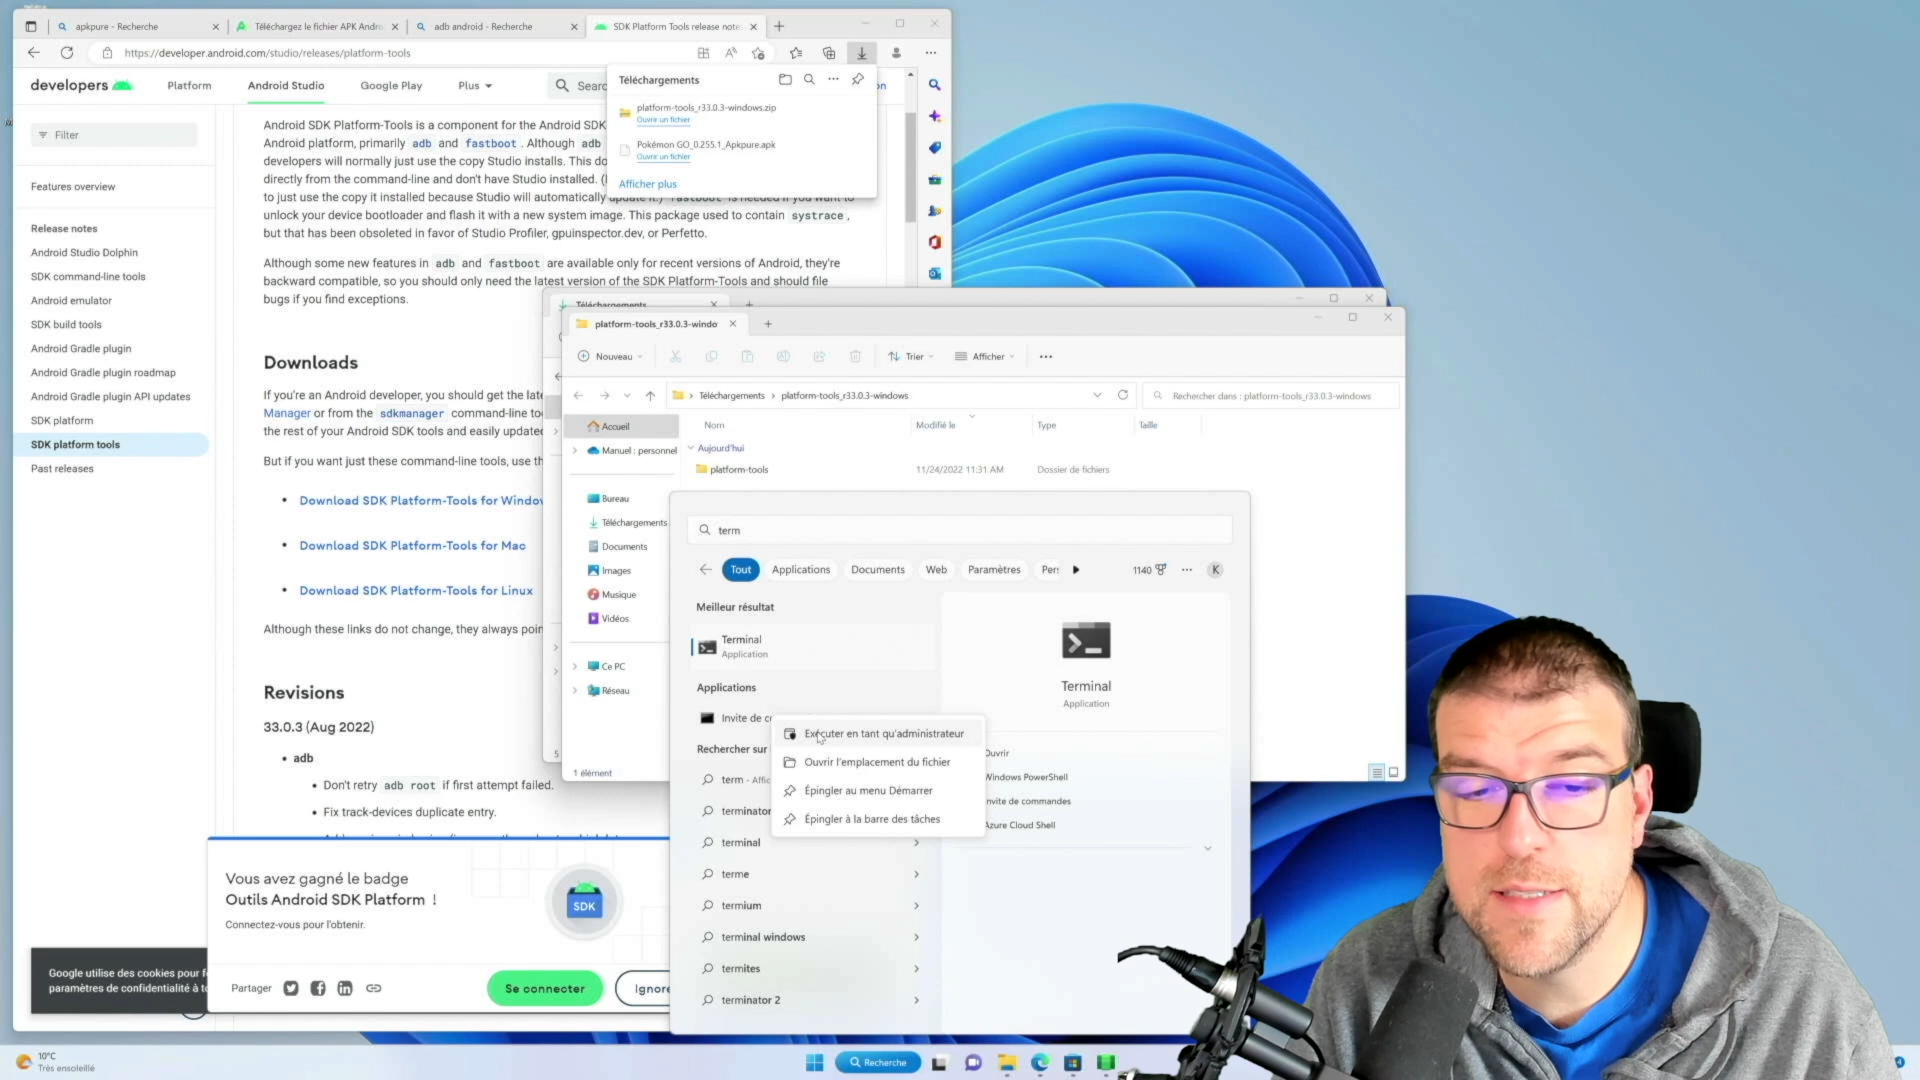 apkpure - Recherche
Téléchargez le fichier APK Andro
adb android - Recherche
SDK Platform Tools release note
https://developer.android.com/studio/releases/platform-tools
developers
Platform
Android Studio
Google Play
Plus
Searc
on
Téléchargements
platform-tools_r33.0.3-windows.zip
Ouvrir un fichier
Pokémon GO_0.255.1_Apkpure.apk
Ouvrir un fichier
Afficher plus
Filter
Features overview
Release notes
Android Studio Dolphin
SDK command-line tools
Android emulator
SDK build tools
Android Gradle plugin
Android Gradle plugin roadmap
Android Gradle plugin API updates
SDK platform
SDK platform tools
Past releases
Android SDK Platform-Tools is a component for the Android SDK
Android platform, primarily adb and fastboot. Although adb
developers will normally just use the copy Studio installs. This do
directly from the command-line and don't have Studio installed. (
to just use the copy it installed because Studio will automatically update it.) fastboot is needed if you want to
unlock your device bootloader and flash it with a new system image. This package used to contain systrace,
but that has been obsoleted in favor of Studio Profiler, gpuinspector.dev, or Perfetto.
Although some new features in adb and fastboot are available only for recent versions of Android, they're
backward compatible, so you should only need the latest version of the SDK Platform-Tools and should file
bugs if you find exceptions.
Downloads
If you're an Android developer, you should get the late
Manager or from the sdkmanager command-line to
the rest of your Android SDK tools and easily updated
But if you want just these command-line tools, use th
• Download SDK Platform-Tools for Window
• Download SDK Platform-Tools for Mac
• Download SDK Platform-Tools for Linux
Although these links do not change, they always poin
Revisions
33.0.3 (Aug 2022)
• adb
• Don't retry adb root if first attempt failed.
• Fix track-devices duplicate entry.
Vous avez gagné le badge
Outils Android SDK Platform !
Connectez-vous pour l'obtenir.
SDK
Partager
Se connecter
Ignore
Google utilise des cookies pour f
paramètres de confidentialité à to
Téléchargements
platform-tools_r33.0.3-windo
Nouveau
Trier
Afficher
Téléchargements
platform-tools_r33.0.3-windows
Rechercher dans : platform-tools_r33.0.3-windows
Nom
Modifié le
Type
Taille
Aujourd'hui
platform-tools
11/24/2022 11:31 AM
Dossier de fichiers
Accueil
Manuel : personnel
Bureau
Téléchargements
Documents
Images
Musique
Vidéos
Ce PC
Réseau
5
1 élément
term
Tout
Applications
Documents
Web
Paramètres
Pers
1140
K
Meilleur résultat
Terminal
Application
Applications
Invite de c
Rechercher sur
term - Affic
terminator
terminal
terme
termium
terminal windows
termites
terminator 2
Exécuter en tant qu'administrateur
Ouvrir l'emplacement du fichier
Épingler au menu Démarrer
Épingler à la barre des tâches
Terminal
Application
Ouvrir
Windows PowerShell
nvite de commandes
Azure Cloud Shell
10°C
Très ensoleillé
Recherche
4